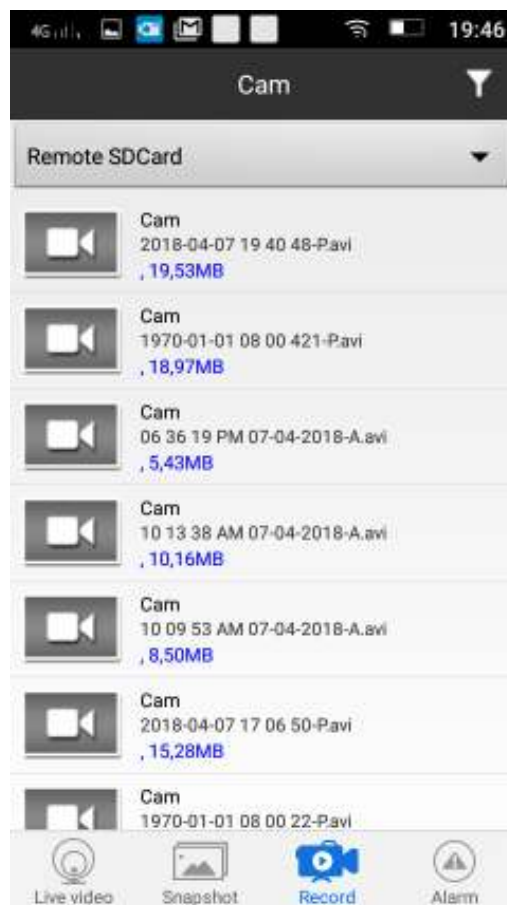 4G 19:46
Cam
Remote SDCard
Cam
2018-04-07 19 40 48-P.avi
, 19,53MB
Cam
1970-01-01 08 00 421-P.avi
, 18,97MB
Cam
06 36 19 PM 07-04-2018-A.avi
, 5,43MB
Cam
10 13 38 AM 07-04-2018-A.avi
, 10,16MB
Cam
10 09 53 AM 07-04-2018-A.avi
, 8,50MB
Cam
2018-04-07 17 06 50-P.avi
, 15,28MB
Cam
1970-01-01 08 00 22-P.avi
Live video Snapshot Record Alarm